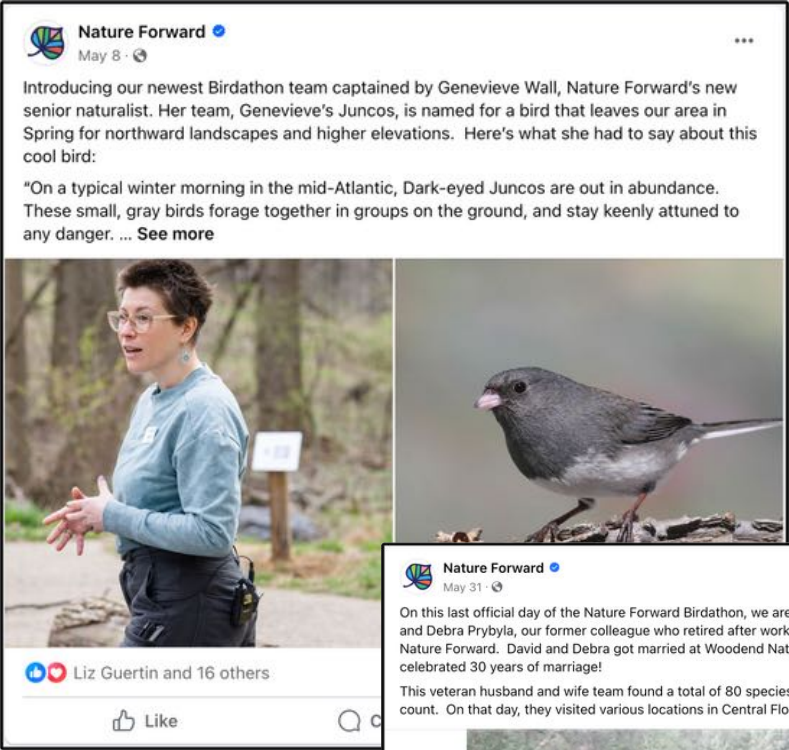 Nature Forward
May 8 ·
Introducing our newest Birdathon team captained by Genevieve Wall, Nature Forward's new
senior naturalist. Her team, Genevieve's Juncos, is named for a bird that leaves our area in
Spring for northward landscapes and higher elevations. Here's what she had to say about this
cool bird:
"On a typical winter morning in the mid-Atlantic, Dark-eyed Juncos are out in abundance.
These small, gray birds forage together in groups on the ground, and stay keenly attuned to
any danger. ... See more
Liz Guertin and 16 others
Like
C
Nature Forward
May 31 ·
On this last official day of the Nature Forward Birdathon, we are
and Debra Prybyla, our former colleague who retired after work
Nature Forward. David and Debra got married at Woodend Nat
celebrated 30 years of marriage!
This veteran husband and wife team found a total of 80 species
count. On that day, they visited various locations in Central Flo